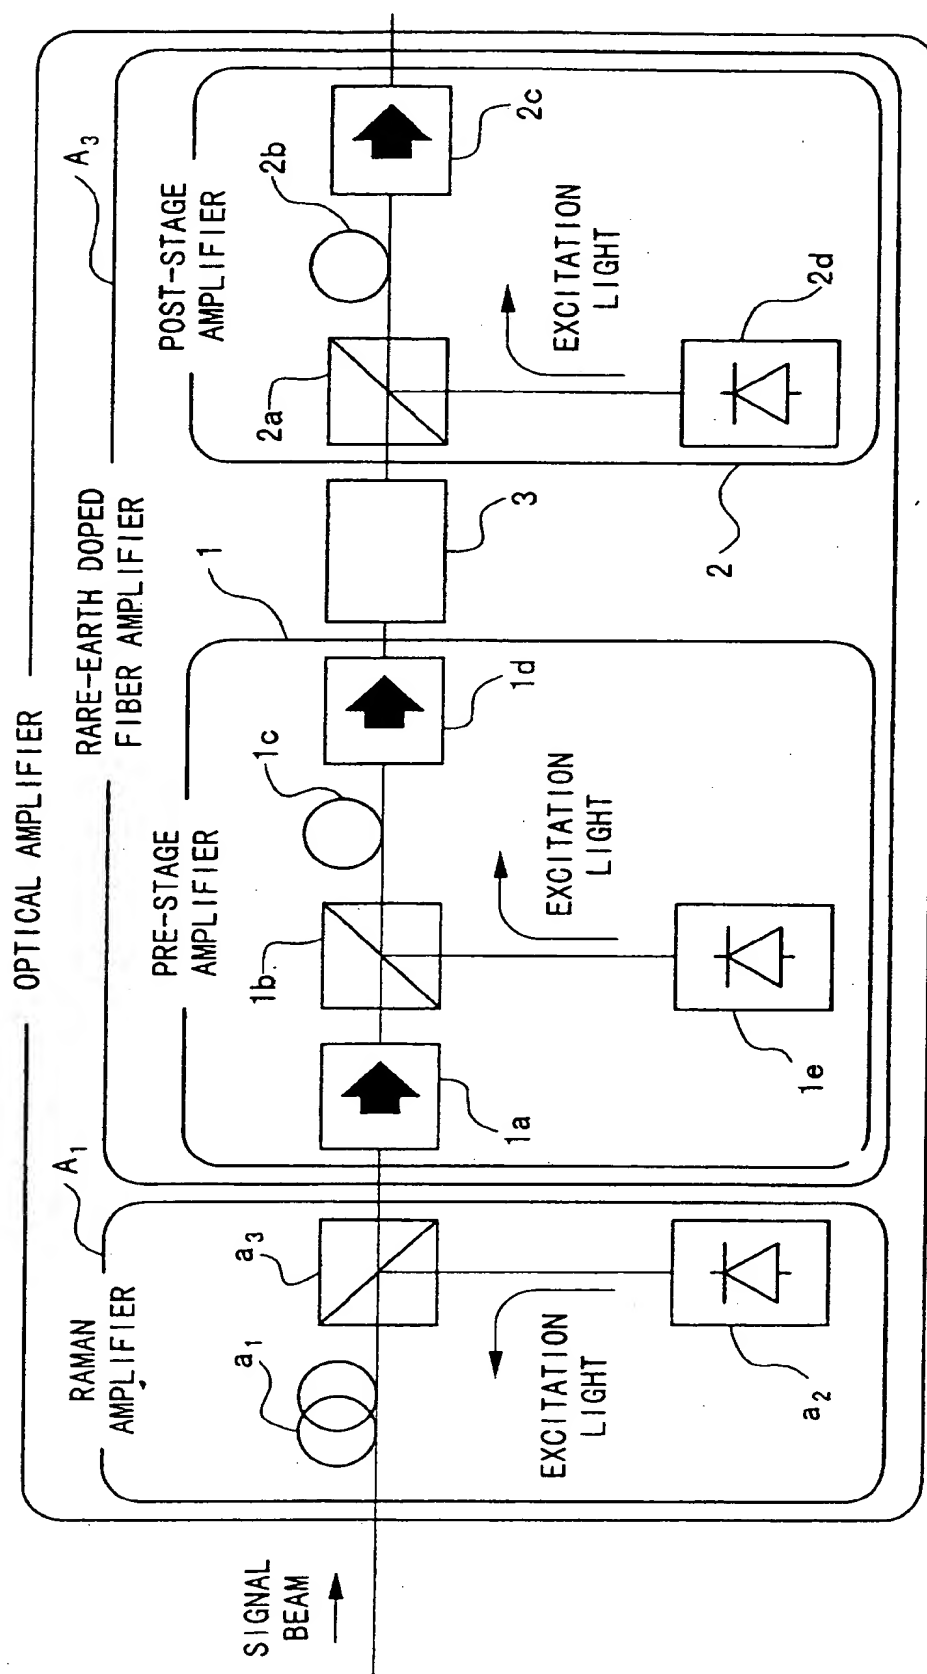 OPTICAL AMPLIFIER
A1
A3
RAMAN
AMPLIFIER
RARE-EARTH DOPED
FIBER AMPLIFIER
PRE-STAGE
AMPLIFIER
1
POST-STAGE
AMPLIFIER
SIGNAL
BEAM
a1
a3
1a
1b
1c
1d
3
2a
2b
2c
EXCITATION
LIGHT
EXCITATION
LIGHT
EXCITATION
LIGHT
a2
1e
2
2d